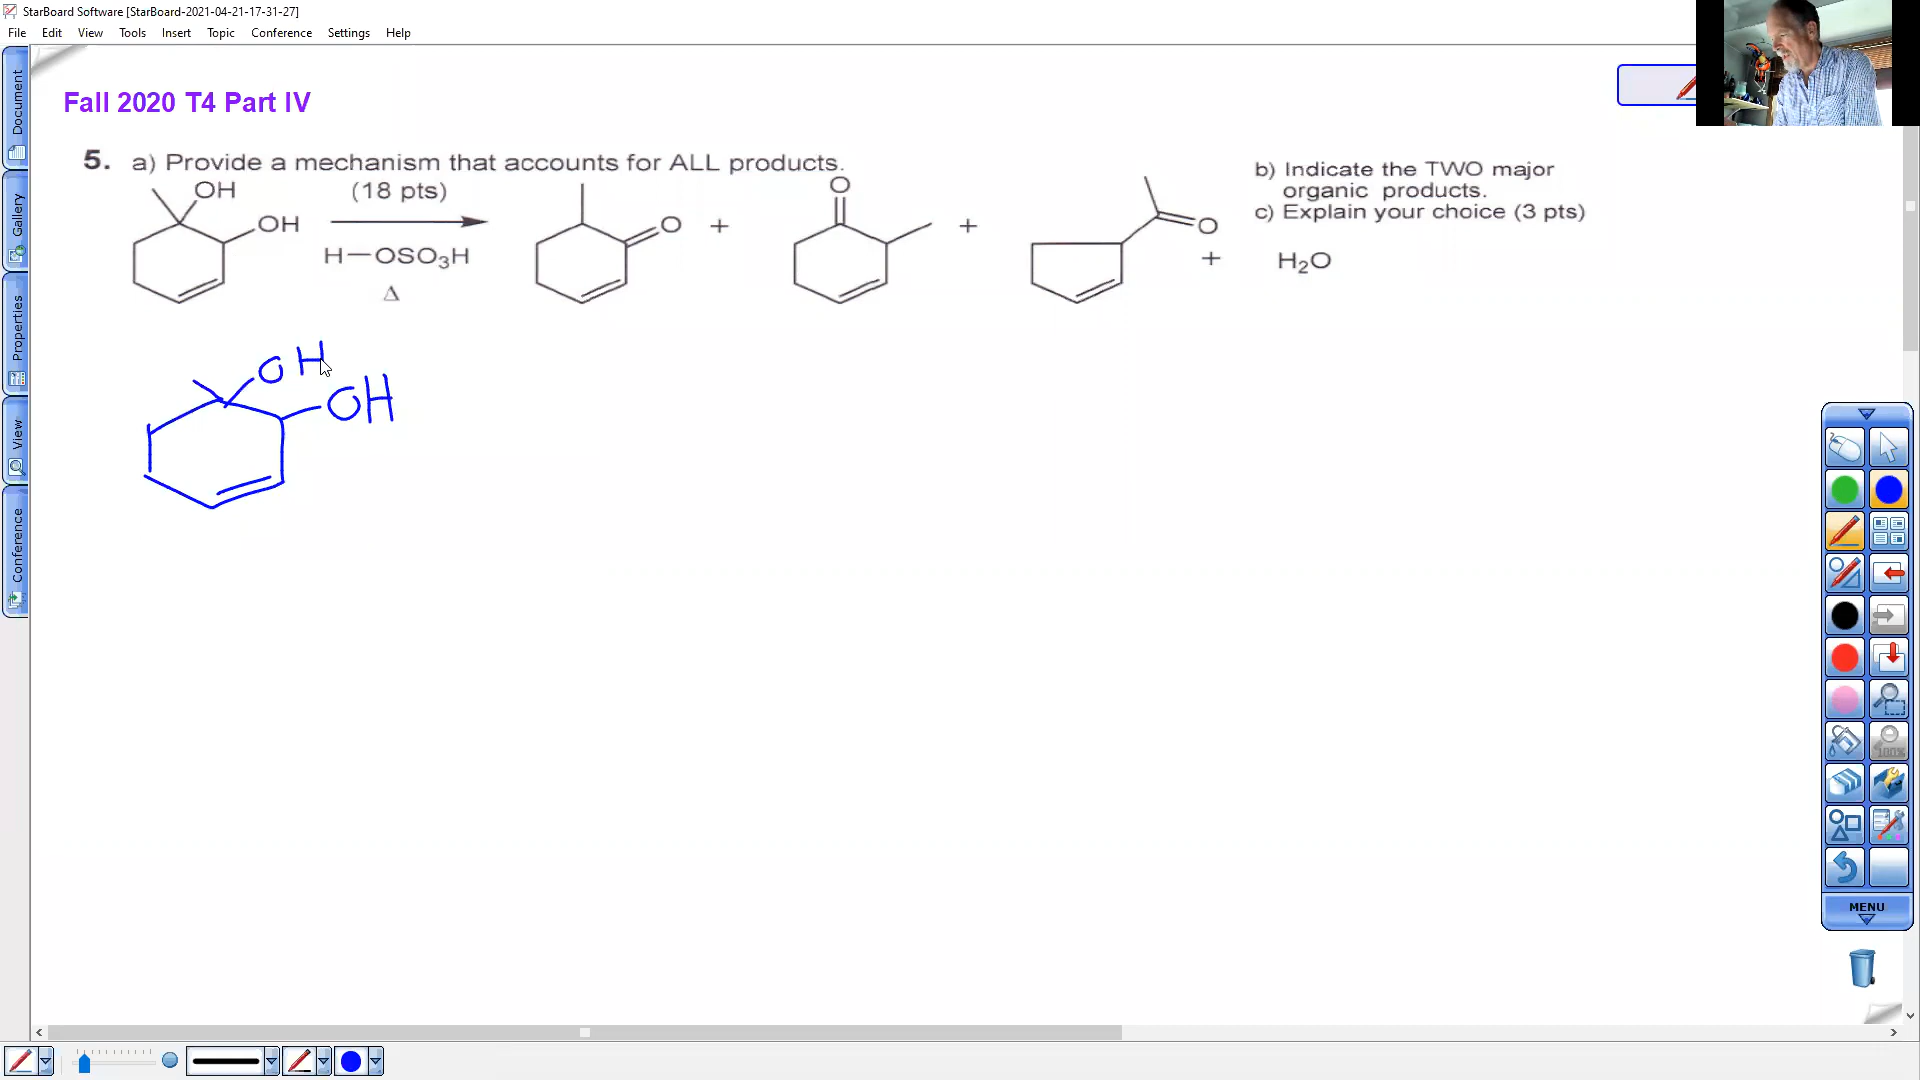 StarBoard Software [StarBoard-2021-04-21-17-31-27]
File Edit View Tools Insert Topic Conference Settings Help
Document
Gallery
Properties
View
Conference
Fall 2020 T4 Part IV
5. a) Provide a mechanism that accounts for ALL products.
(18 pts)
OH
OH
H—OSO₃H
Δ
O
+
O
+
O
+
H₂O
b) Indicate the TWO major
organic products.
c) Explain your choice (3 pts)
OH
OH
MENU